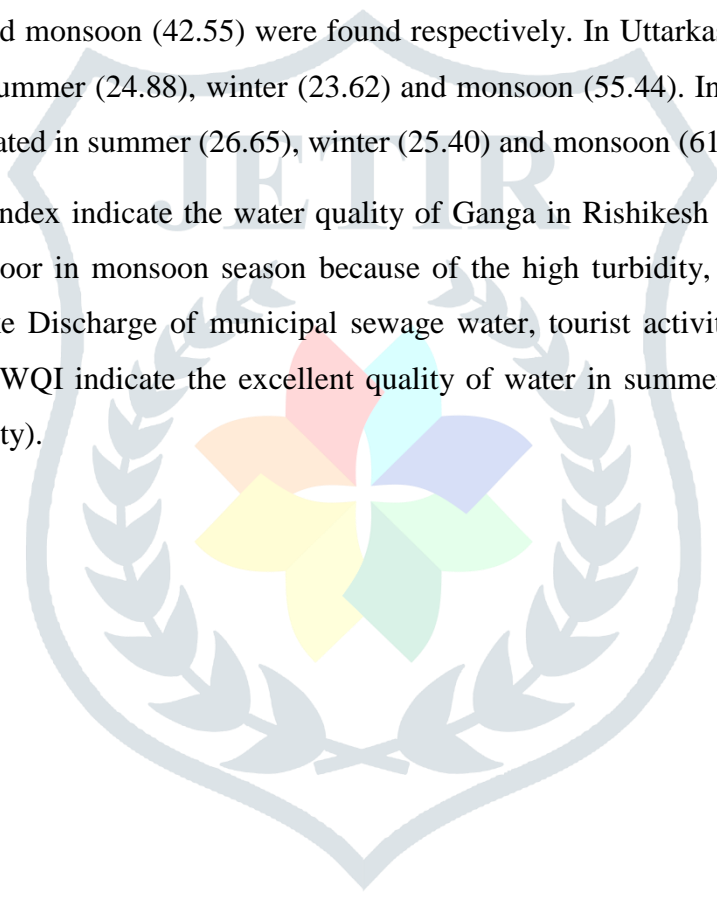 d monsoon (42.55) were found respectively. In Uttarkas
ummer (24.88), winter (23.62) and monsoon (55.44). In
ated in summer (26.65), winter (25.40) and monsoon (61
ndex indicate the water quality of Ganga in Rishikesh
oor in monsoon season because of the high turbidity,
e Discharge of municipal sewage water, tourist activit
WQI indicate the excellent quality of water in summer
ty).
JETIR